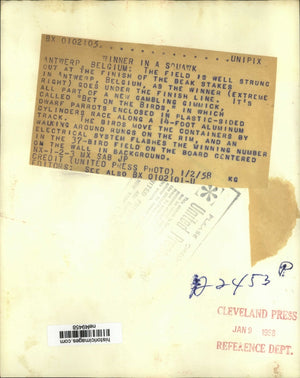 BX 0102103.....................UNIPIX
WINNER IN A SQUAWK
ANTWERP, BELGIUM: THE FIELD IS WELL STRUNG
OUT AT THE FINISH OF THE BEAK STAKES
IN ANTWERP, BELGIUM, AS THE WINNER (EXTREME
RIGHT) GOES UNDER THE FINISH LINE. IT'S
ALL PART OF A NEW GAMBLING GIMMICK
CALLED "BET ON THE BIRDS", IN WHICH
DWARF PARROTS ENCLOSED IN PLASTIC-SIDED
CYLINDERS RACE ALONG A 14-FOOT ALUMINUM
TRACK. THE BIRDS MOVE THE CONTAINERS BY
WALKING AROUND RUNGS ON THE RIM, AND AN
ELECTRICAL SYSTEM FLASHES THE WINNING NUMBER
IN THE 37-BIRD FIELD ON THE BOARD CENTERED
ON THE WALL IN BACKGROUND.
CREDIT (UNITED PRESS PHOTO) 1/2/58 KG
EDITORS: SEE ALSO BX 0102101-U
PLEASE
United
D2453 P
CLEVELAND PRESS
JAN 9 1958
REFERENCE DEPT.
historicimages.com